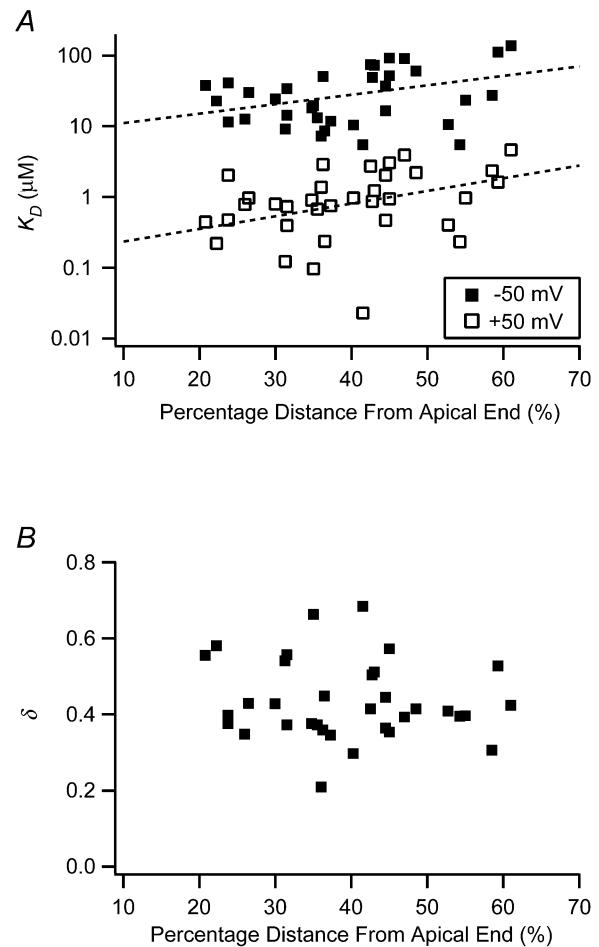 A
100
10
1
0.1
0.01
K_D (µM)
-50 mV
+50 mV
10 20 30 40 50 60 70
Percentage Distance From Apical End (%)
B
0.8
0.6
0.4
0.2
0.0
δ
10 20 30 40 50 60 70
Percentage Distance From Apical End (%)